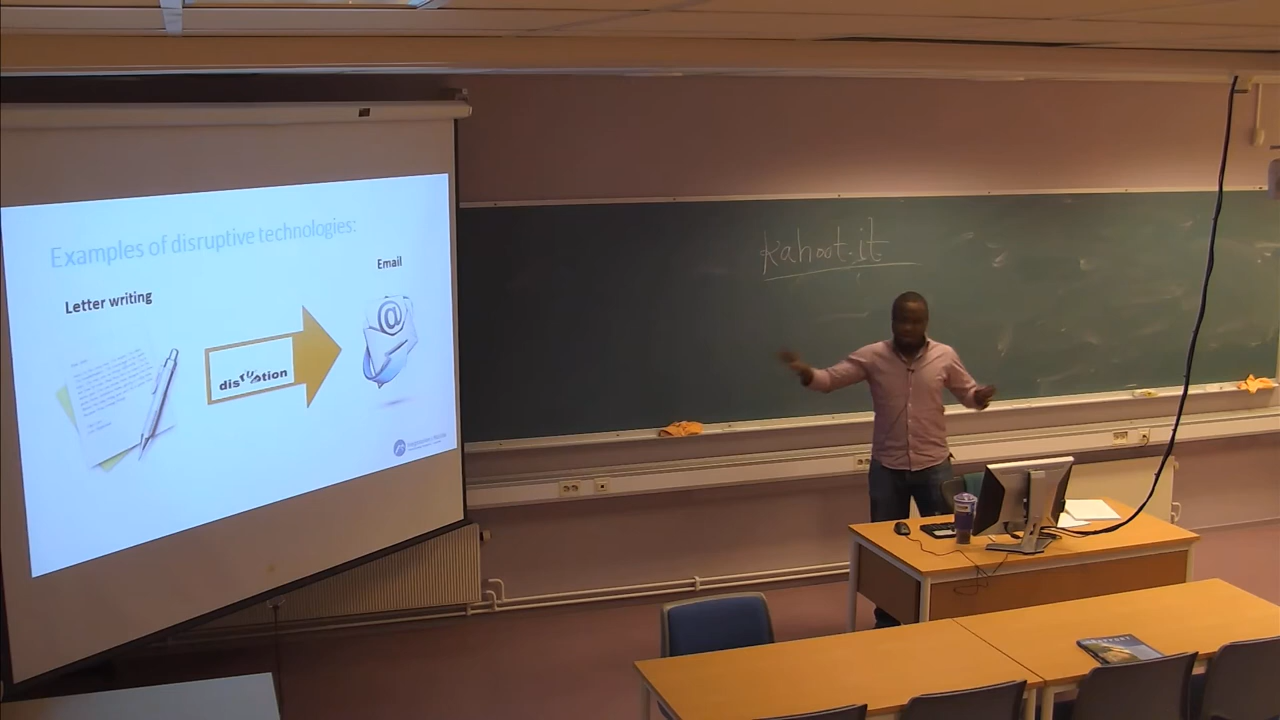 Examples of disruptive technologies:
Email
Letter writing
disruption
kahoot.it